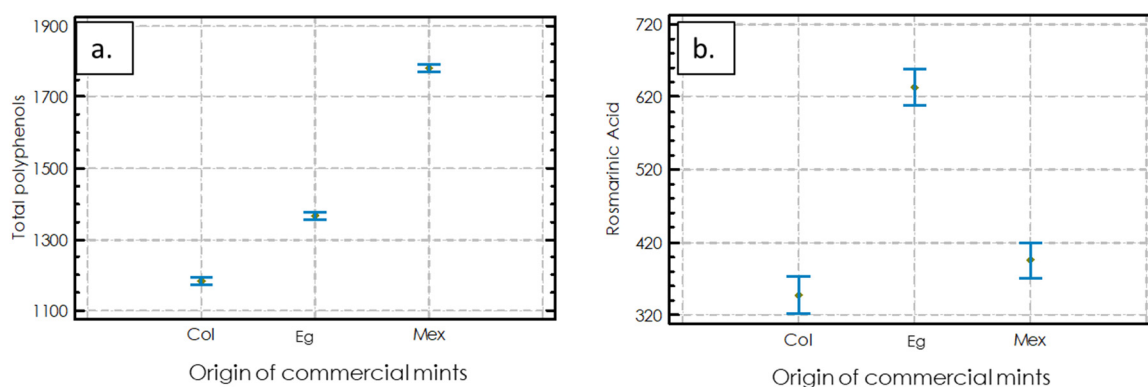 a.
Total polyphenols
1900
1700
1500
1300
1100
Col
Eg
Mex
Origin of commercial mints
b.
Rosmarinic Acid
720
620
520
420
320
Col
Eg
Mex
Origin of commercial mints